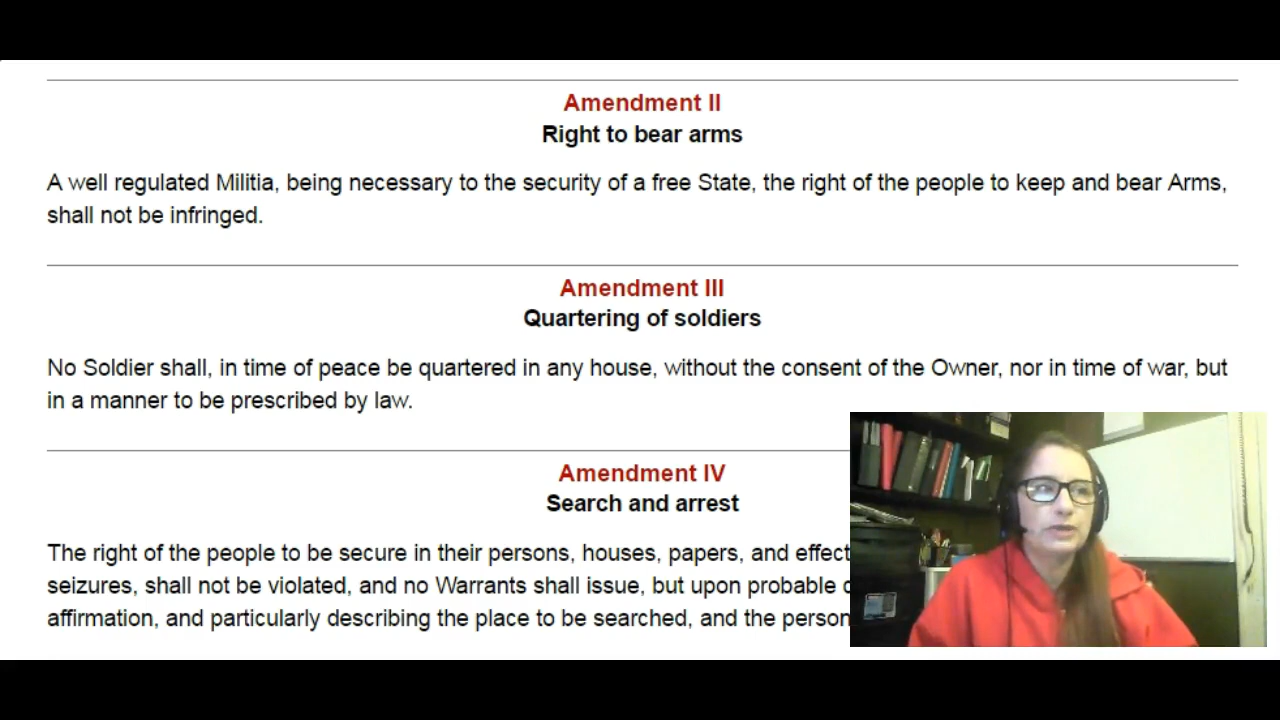 Amendment II
Right to bear arms
A well regulated Militia, being necessary to the security of a free State, the right of the people to keep and bear Arms,
shall not be infringed.
Amendment III
Quartering of soldiers
No Soldier shall, in time of peace be quartered in any house, without the consent of the Owner, nor in time of war, but
in a manner to be prescribed by law.
Amendment IV
Search and arrest
The right of the people to be secure in their persons, houses, papers, and effect
seizures, shall not be violated, and no Warrants shall issue, but upon probable
affirmation, and particularly describing the place to be searched, and the person